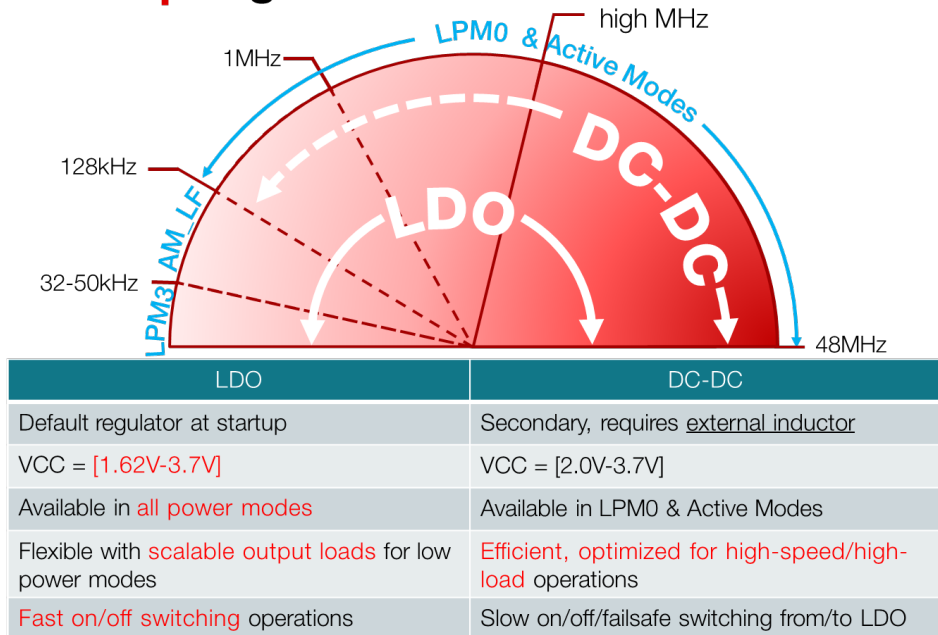 high MHz
LPM0 & Active Modes
1MHz
DC-DC
128kHz
LDO
AM_LF
32-50kHz
LPM3
48MHz
LDO
DC-DC
Default regulator at startup
Secondary, requires external inductor
VCC = [1.62V-3.7V]
VCC = [2.0V-3.7V]
Available in all power modes
Available in LPM0 & Active Modes
Flexible with scalable output loads for low
power modes
Efficient, optimized for high-speed/high-
load operations
Fast on/off switching operations
Slow on/off/failsafe switching from/to LDO